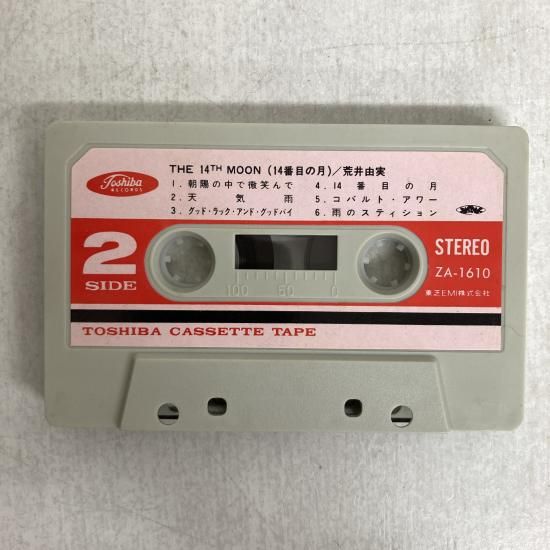 THE 14TH MOON (14番目の月)/荒井由実
Toshiba
RECORDS
1. 朝陽の中で微笑んで
2. 天気雨
3. グッド・ラック・アンド・グッドバイ
4. 14番目の月
5. コバルト・アワー
6. 雨のスティション
2
SIDE
STEREO
ZA-1610
100 50 0
東芝EMI株式会社
TOSHIBA CASSETTE TAPE